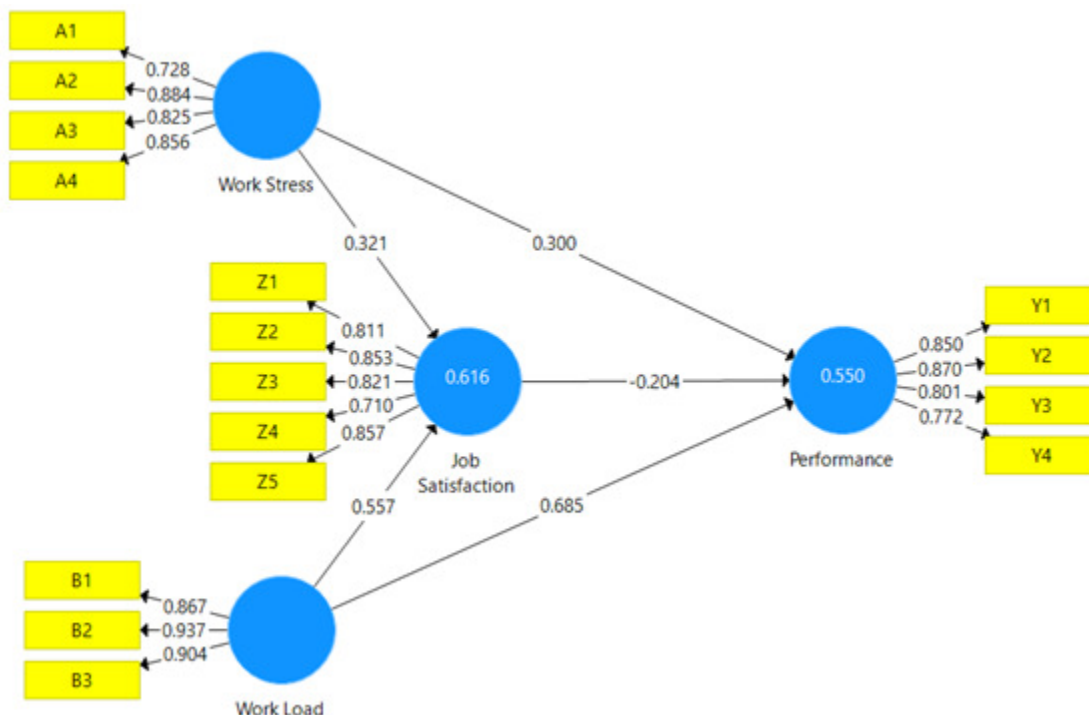 A1
A2
A3
A4
0.728
0.884
0.825
0.856
Work Stress
0.321
0.300
Z1
Z2
Z3
Z4
Z5
0.811
0.853
0.821
0.710
0.857
0.616
Job
Satisfaction
-0.204
0.550
Performance
0.850
0.870
0.801
0.772
Y1
Y2
Y3
Y4
0.557
0.685
B1
B2
B3
0.867
0.937
0.904
Work Load